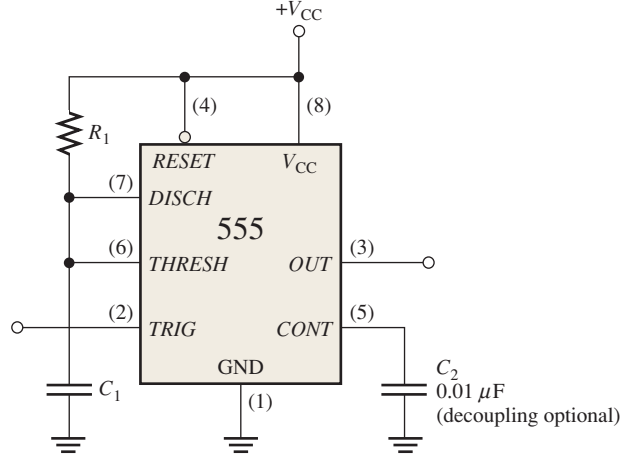 +VCC
(4)
(8)
R1
RESET
VCC
(7)
DISCH
555
(6)
THRESH
OUT
(3)
(2)
TRIG
CONT
(5)
GND
C1
(1)
C2
0.01 μF
(decoupling optional)